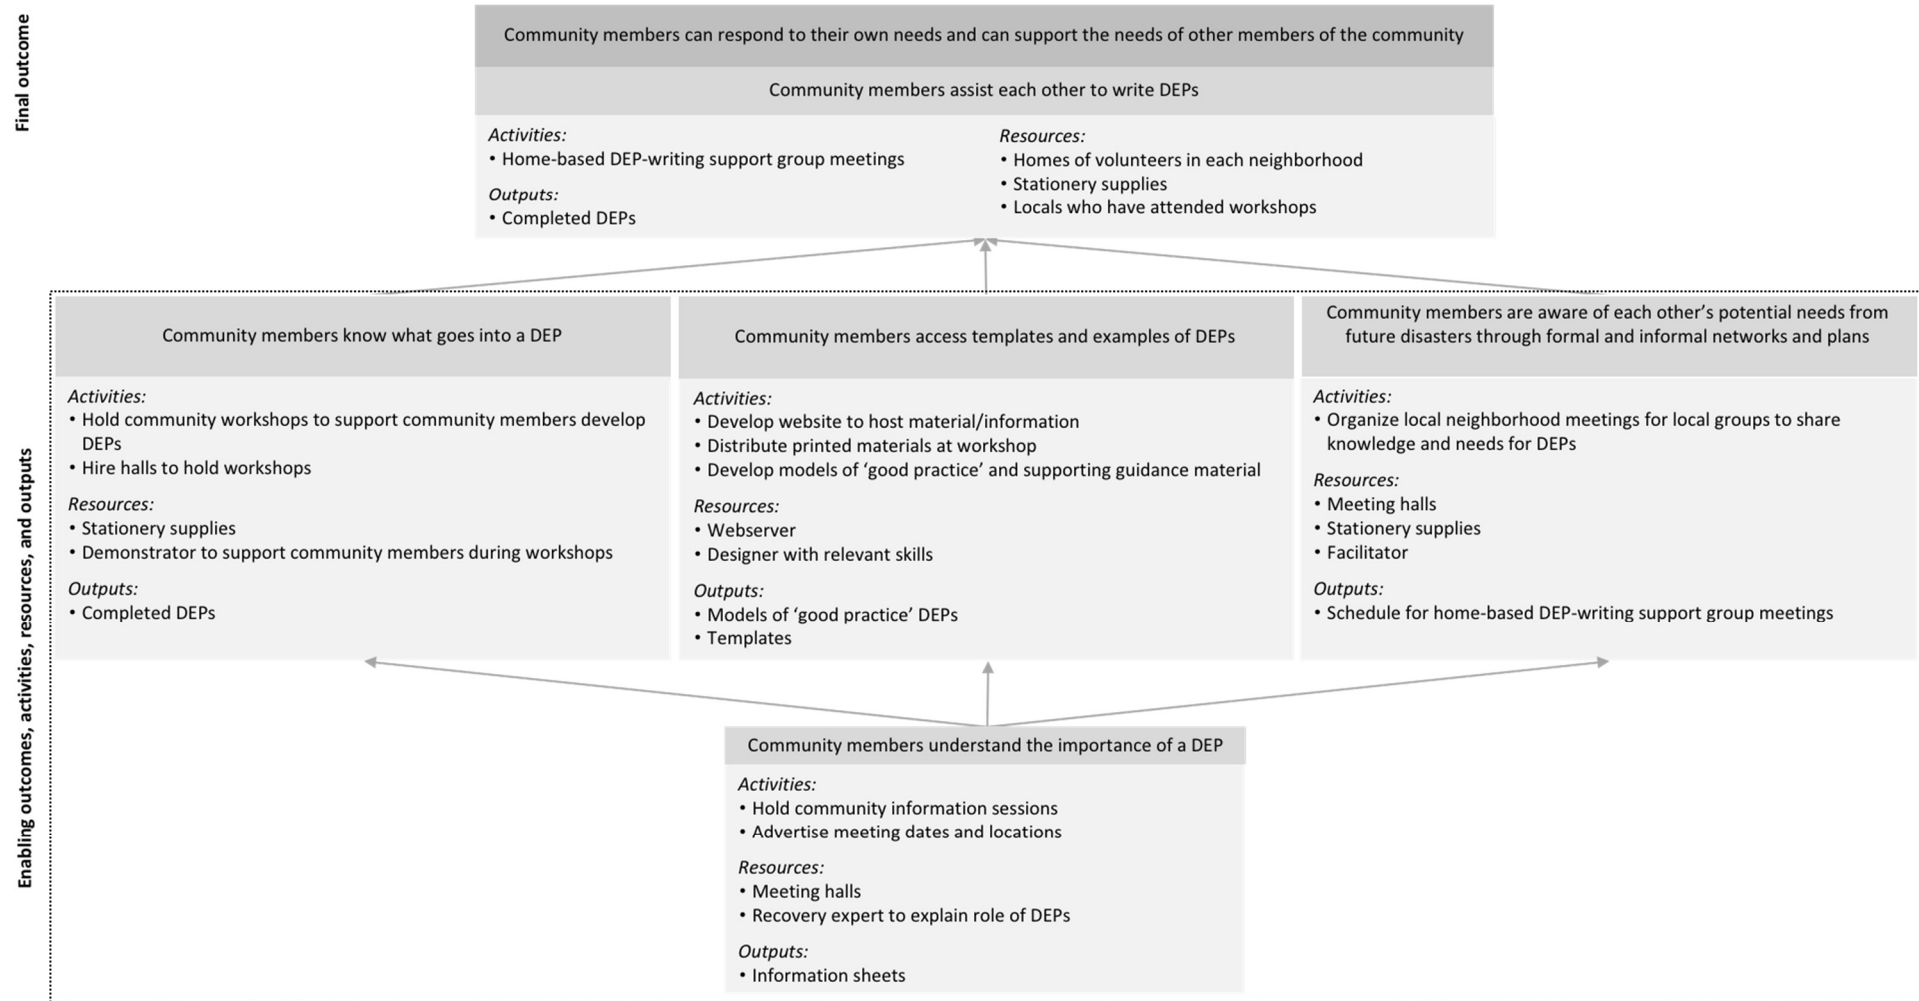 Final outcome
Community members can respond to their own needs and can support the needs of other members of the community
Community members assist each other to write DEPs
Activities:
• Home-based DEP-writing support group meetings
Outputs:
• Completed DEPs
Resources:
• Homes of volunteers in each neighborhood
• Stationery supplies
• Locals who have attended workshops
Enabling outcomes, activities, resources, and outputs
Community members know what goes into a DEP
Activities:
• Hold community workshops to support community members develop
DEPs
• Hire halls to hold workshops
Resources:
• Stationery supplies
• Demonstrator to support community members during workshops
Outputs:
• Completed DEPs
Community members access templates and examples of DEPs
Activities:
• Develop website to host material/information
• Distribute printed materials at workshop
• Develop models of ‘good practice’ and supporting guidance material
Resources:
• Webserver
• Designer with relevant skills
Outputs:
• Models of ‘good practice’ DEPs
• Templates
Community members are aware of each other’s potential needs from
future disasters through formal and informal networks and plans
Activities:
• Organize local neighborhood meetings for local groups to share
knowledge and needs for DEPs
Resources:
• Meeting halls
• Stationery supplies
• Facilitator
Outputs:
• Schedule for home-based DEP-writing support group meetings
Community members understand the importance of a DEP
Activities:
• Hold community information sessions
• Advertise meeting dates and locations
Resources:
• Meeting halls
• Recovery expert to explain role of DEPs
Outputs:
• Information sheets